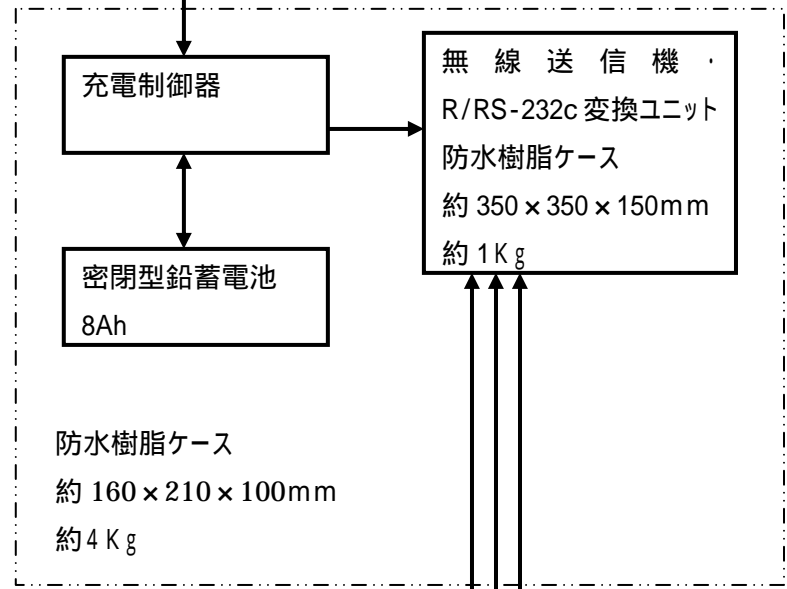 充電制御器
無線送信機・
R/RS-232c 変換ユニット
防水樹脂ケース
約 350×350×150mm
約 1Kg
密閉型鉛蓄電池
8Ah
防水樹脂ケース
約 160×210×100mm
約 4Kg